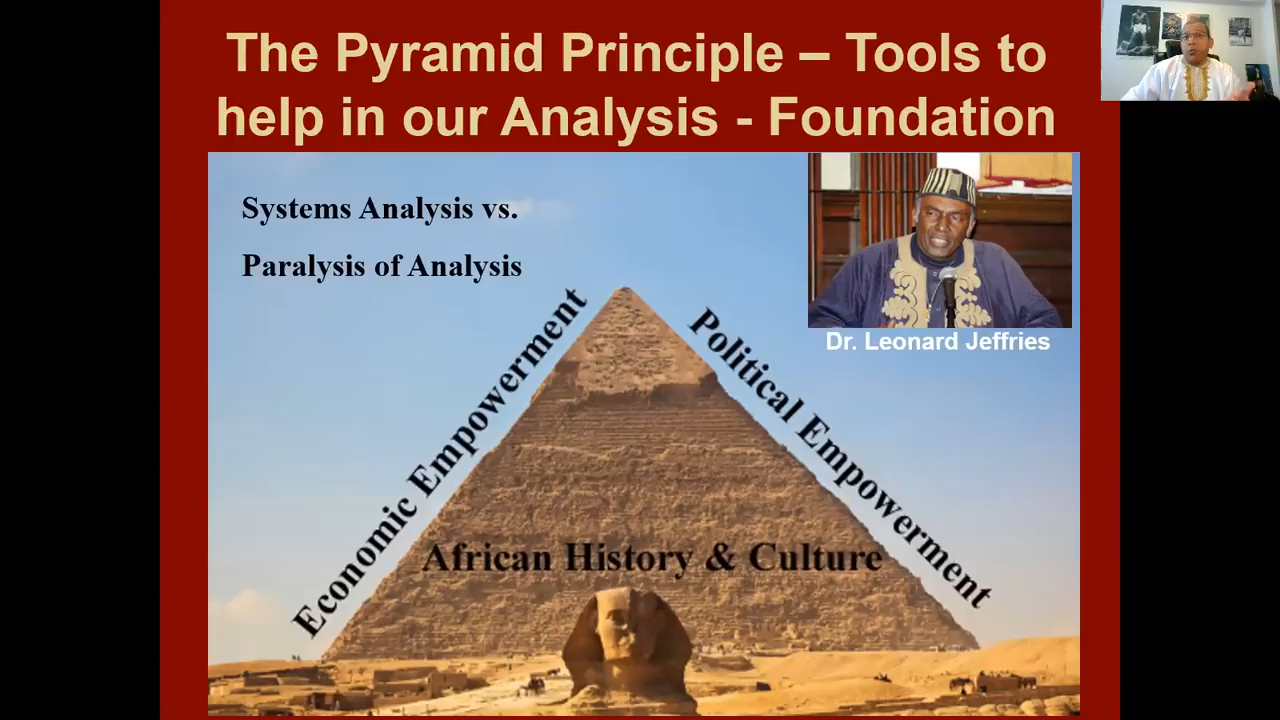 The Pyramid Principle – Tools to
help in our Analysis - Foundation
Systems Analysis vs.
Paralysis of Analysis
Dr. Leonard Jeffries
Economic Empowerment
Political Empowerment
African History & Culture